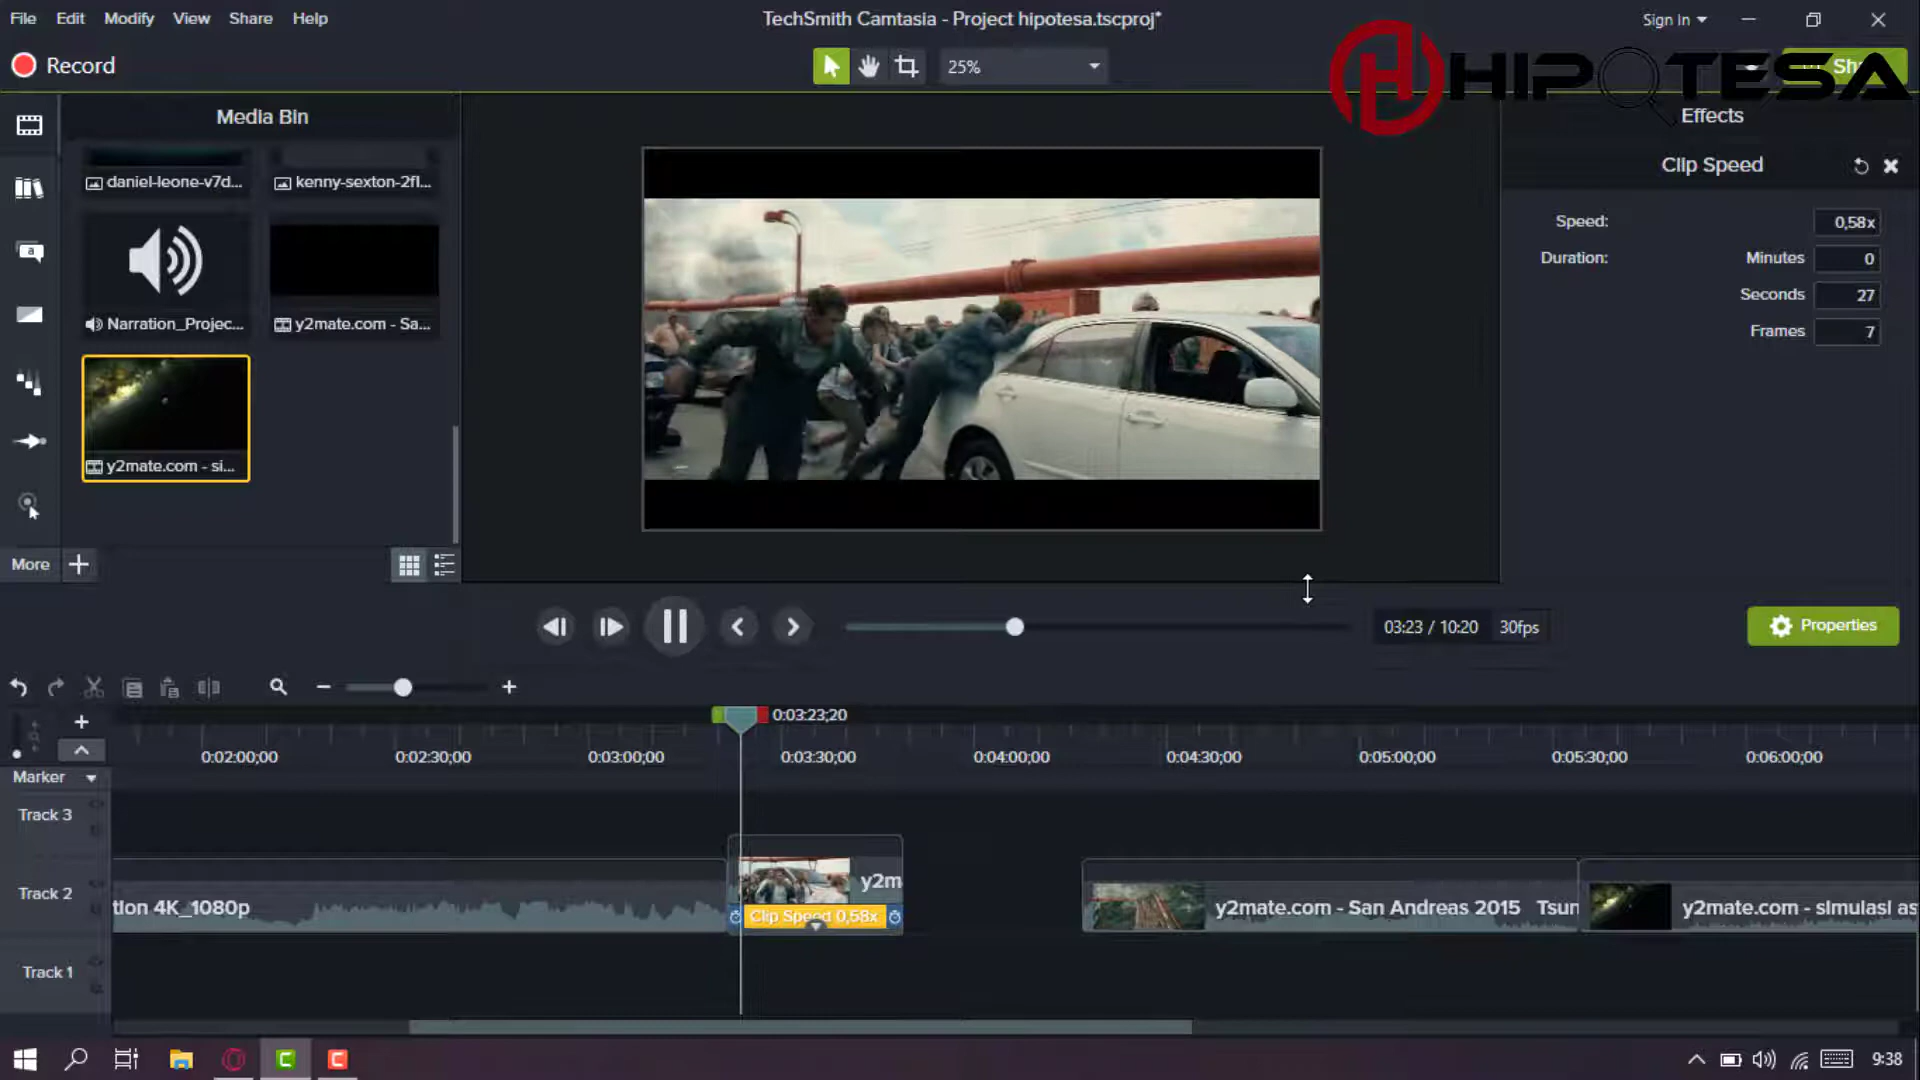 File Edit Modify View Share Help
TechSmith Camtasia - Project hipotesa.tscproj*
Sign In
Record
25%
HIPOTESA
Media Bin
Effects
Clip Speed
daniel-leone-v7d...
kenny-sexton-2fl...
Speed: 0,58x
Duration: Minutes 0
Seconds 27
Frames 7
Narration_Projec...
y2mate.com - Sa...
y2mate.com - si...
More
03:23 / 10:20 30fps
Properties
0:03:23;20
0:02:00;00 0:02:30;00 0:03:00;00 0:03:30;00 0:04:00;00 0:04:30;00 0:05:00;00 0:05:30;00 0:06:00;00
Marker
Track 3
Track 2
tion 4K_1080p
y2m
Clip Speed 0,58x
y2mate.com - San Andreas 2015 Tsun
y2mate.com - simulasi as
Track 1
9:38